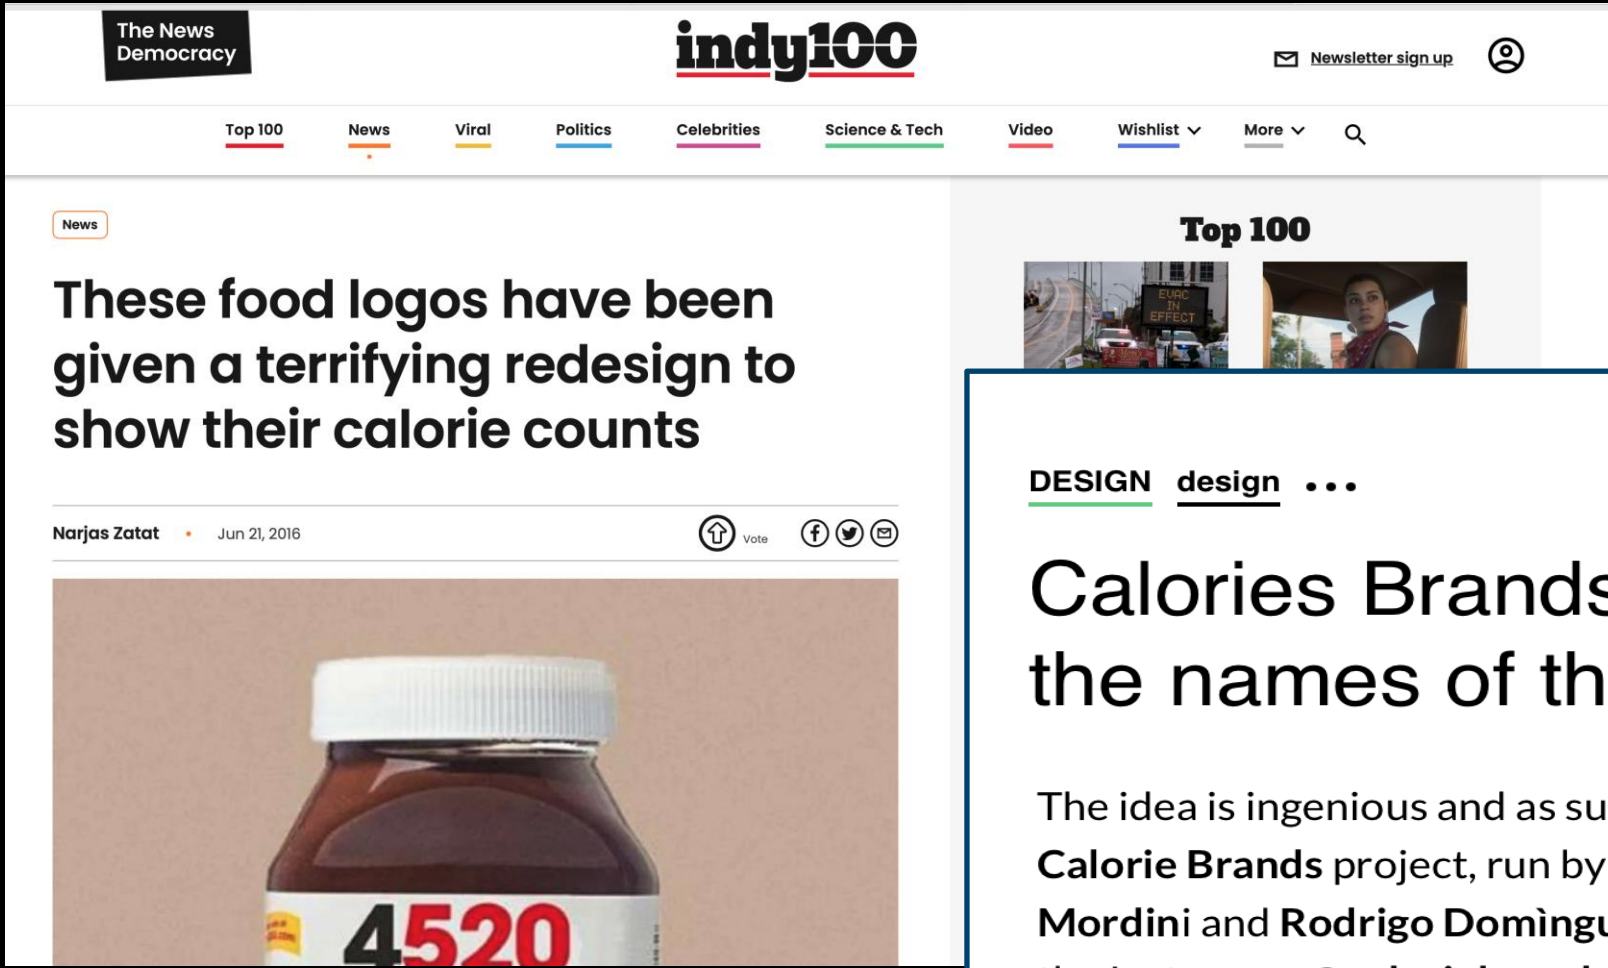 The News
Democracy
indy100
Newsletter sign up
Top 100
News
Viral
Politics
Celebrities
Science & Tech
Video
Wishlist
More
News
These food logos have been
given a terrifying redesign to
show their calorie counts
Narjas Zatat • Jun 21, 2016
Vote
4520
Top 100
EVAC
IN
EFFECT
DESIGN design ...
Calories Brands
the names of th
The idea is ingenious and as su
Calorie Brands project, run by
Mordini and Rodrigo Domìngu